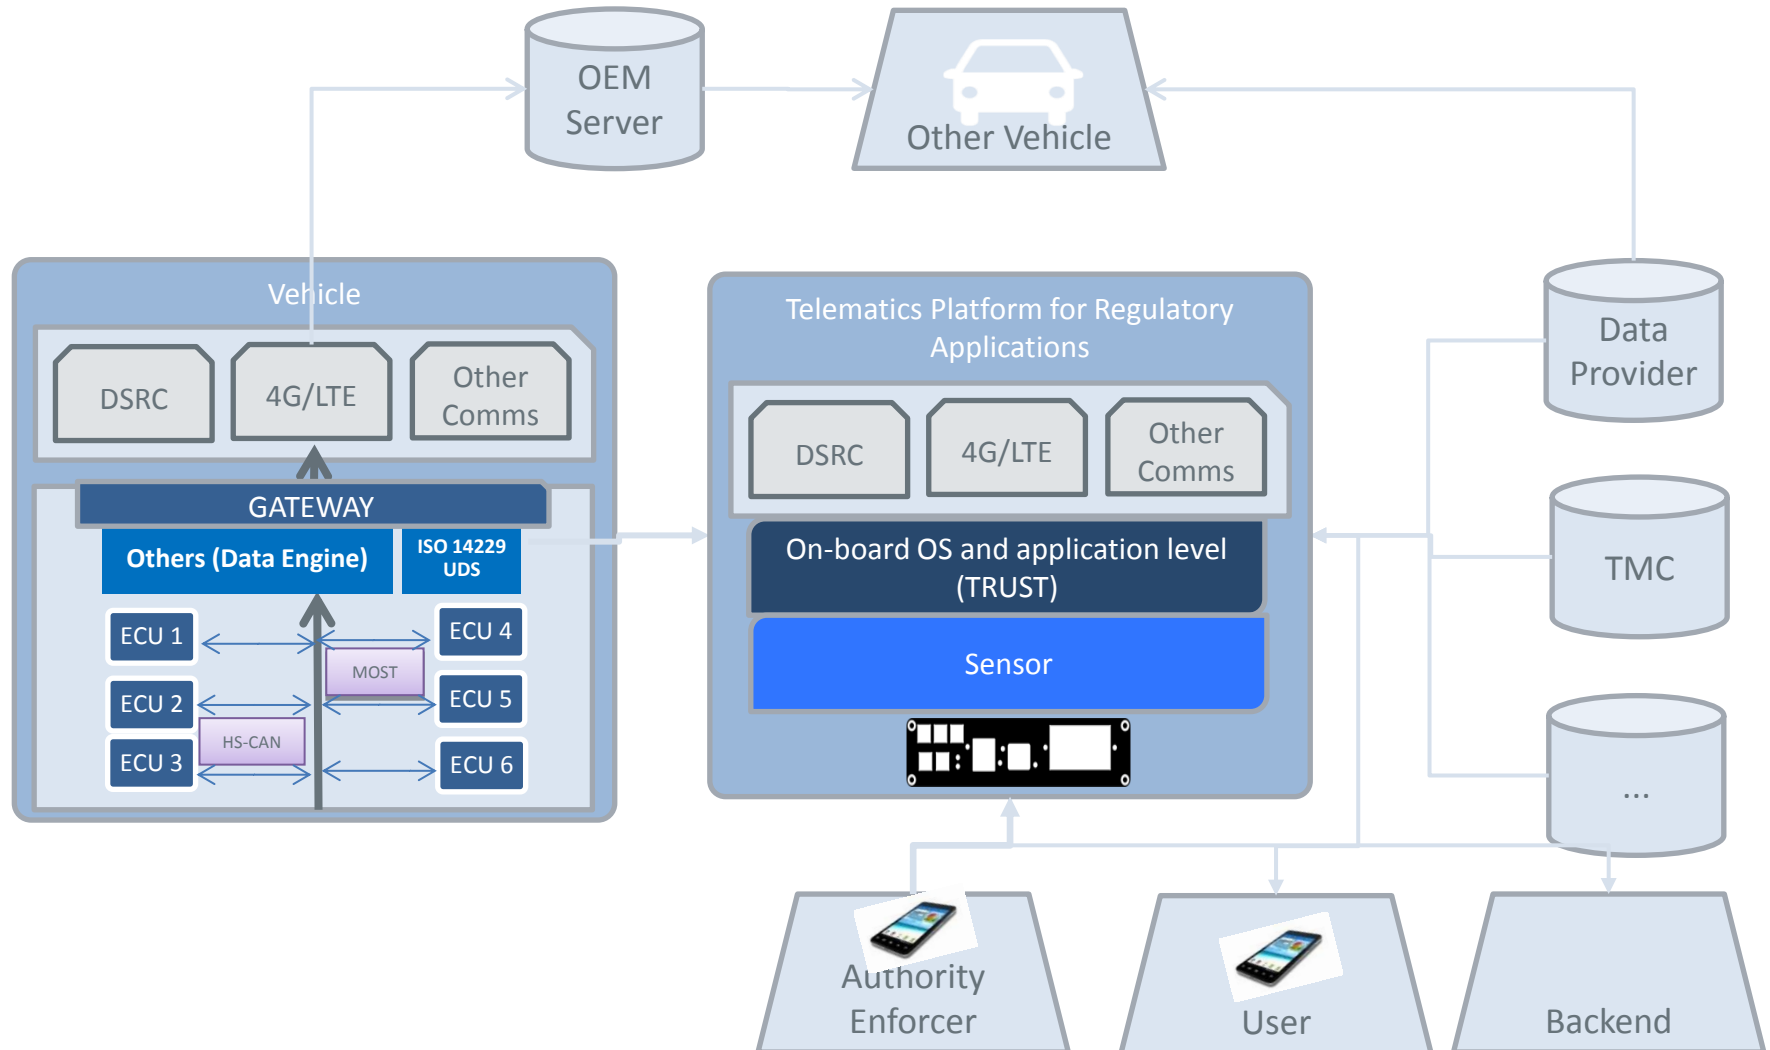 OEM
Server
Other Vehicle
Vehicle
DSRC
4G/LTE
Other
Comms
GATEWAY
Others (Data Engine)
ISO 14229
UDS
ECU 1
ECU 4
MOST
ECU 2
ECU 5
HS-CAN
ECU 3
ECU 6
Telematics Platform for Regulatory
Applications
DSRC
4G/LTE
Other
Comms
On-board OS and application level
(TRUST)
Sensor
Data
Provider
TMC
...
Authority
Enforcer
User
Backend